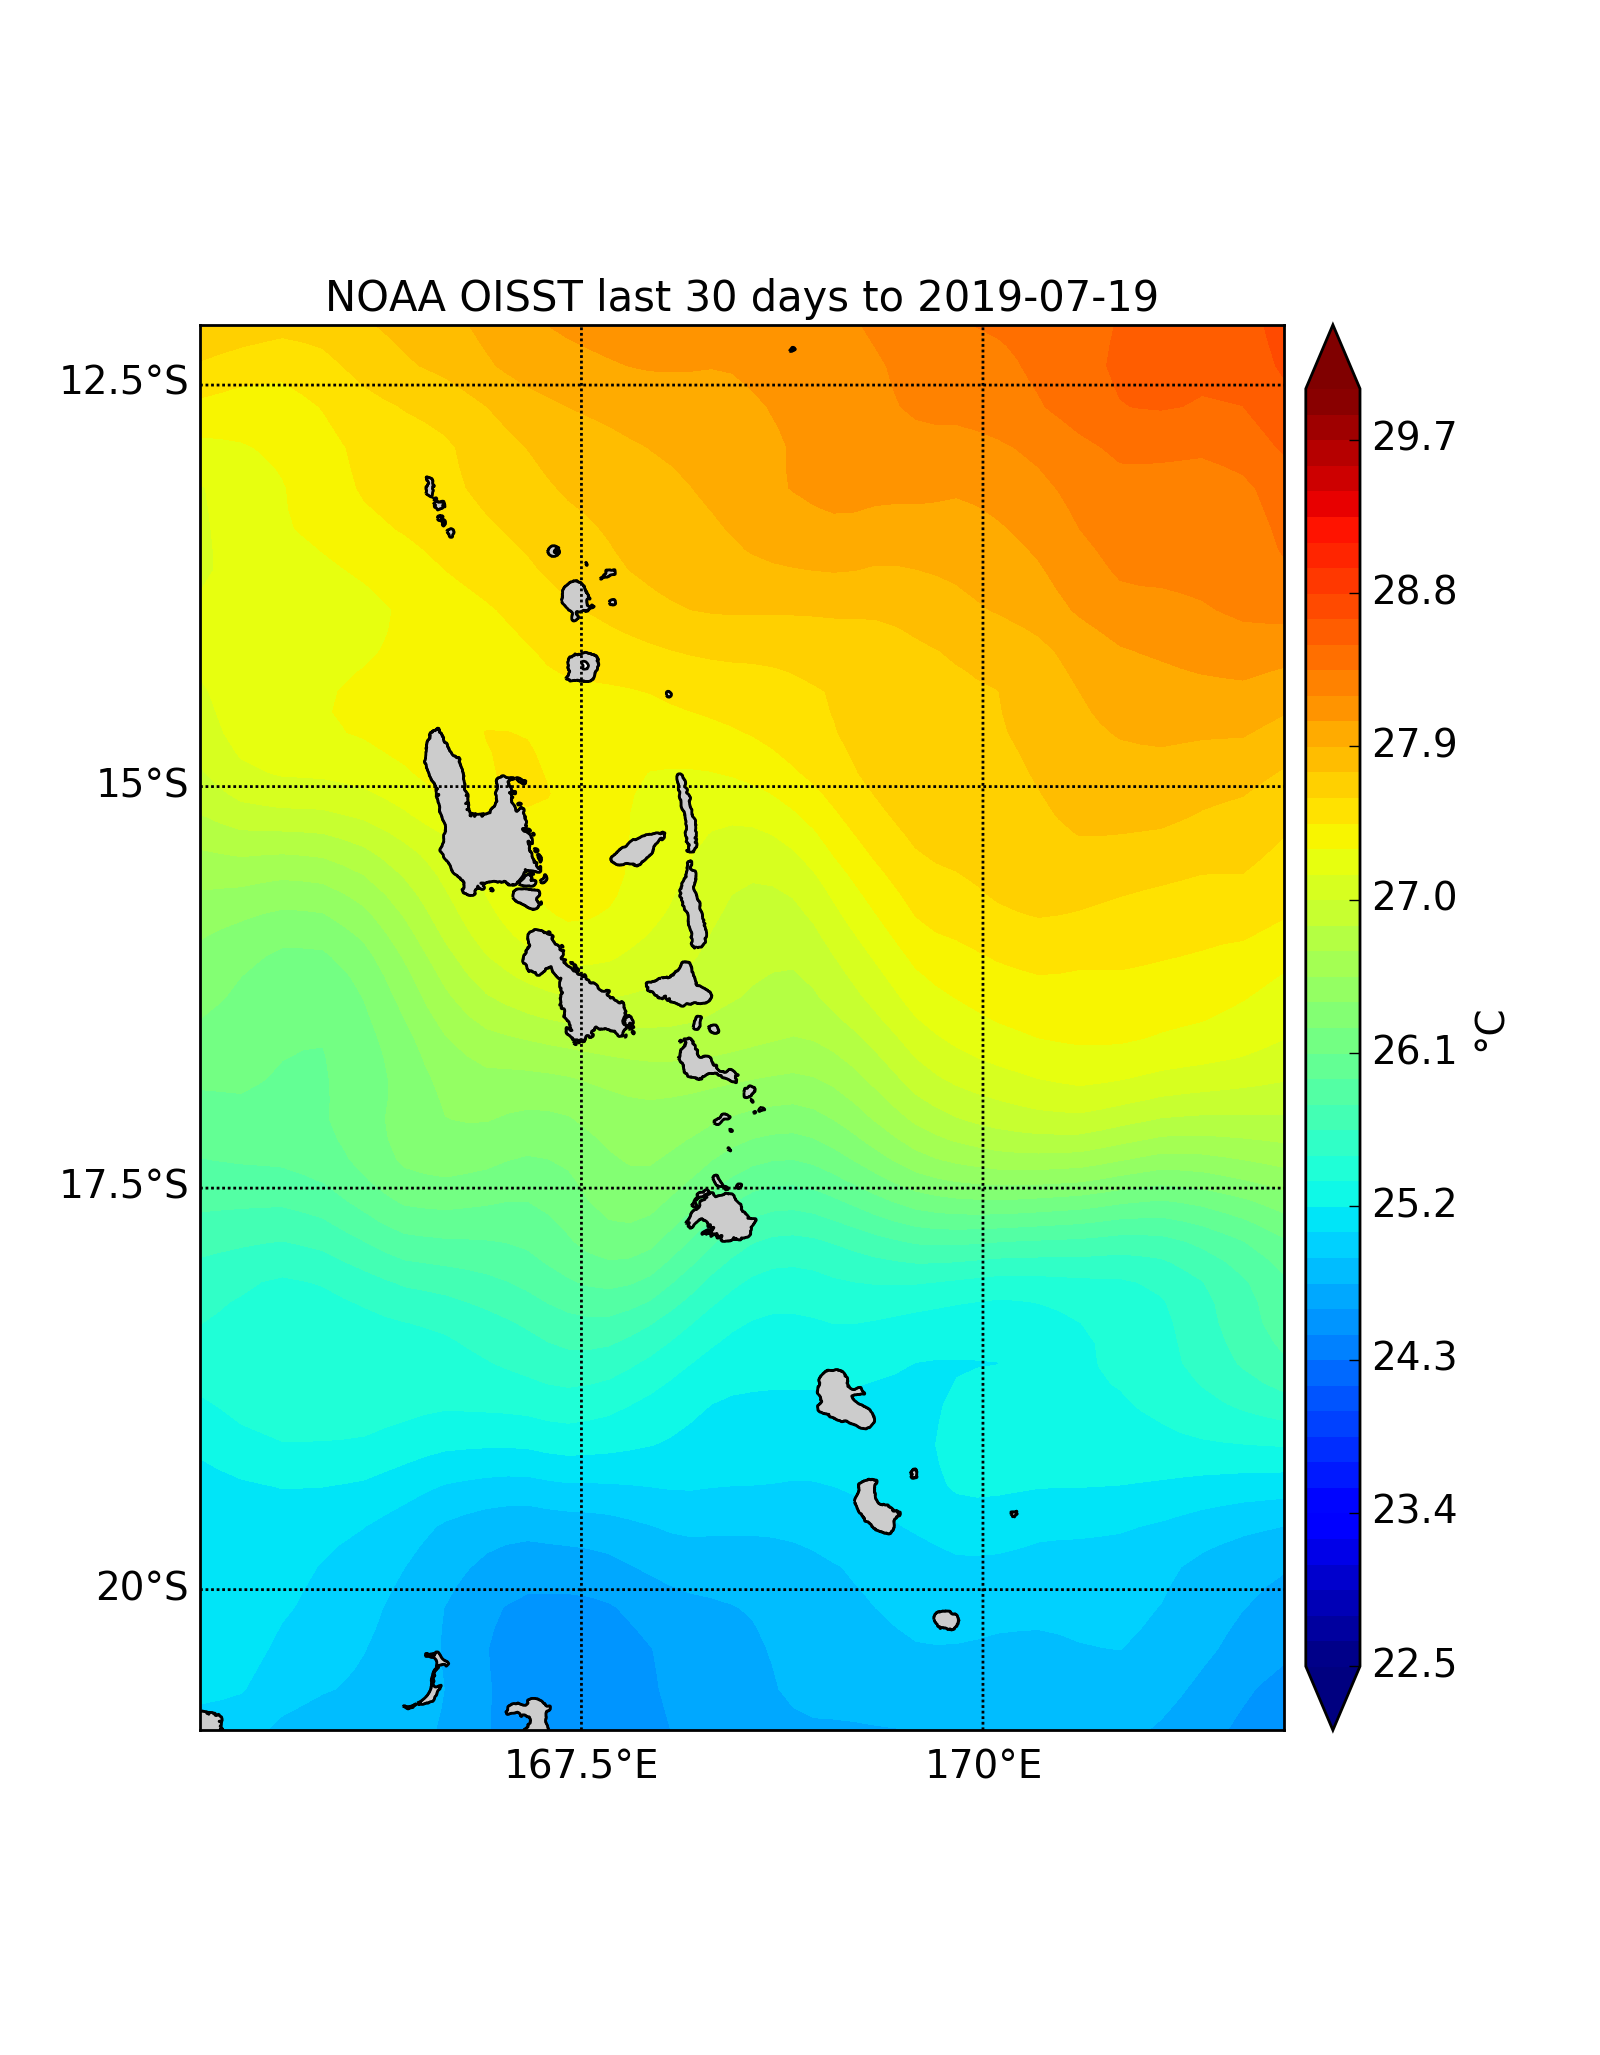 NOAA OISST last 30 days to 2019-07-19
12.5°S
15°S
17.5°S
20°S
167.5°E
170°E
29.7
28.8
27.9
27.0
26.1
25.2
24.3
23.4
22.5
°C